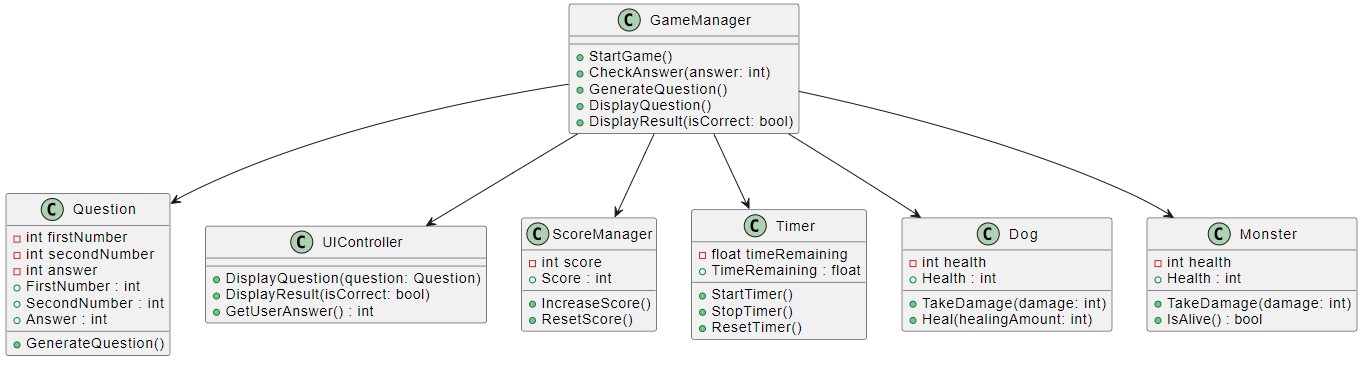 C GameManager
StartGame()
CheckAnswer(answer: int)
GenerateQuestion()
DisplayQuestion()
DisplayResult(isCorrect: bool)
C Question
int firstNumber
int secondNumber
int answer
FirstNumber : int
SecondNumber : int
Answer : int
GenerateQuestion()
C UIController
DisplayQuestion(question: Question)
DisplayResult(isCorrect: bool)
GetUserAnswer() : int
C ScoreManager
int score
Score : int
IncreaseScore()
ResetScore()
C Timer
float timeRemaining
TimeRemaining : float
StartTimer()
StopTimer()
ResetTimer()
C Dog
int health
Health : int
TakeDamage(damage: int)
Heal(healingAmount: int)
C Monster
int health
Health : int
TakeDamage(damage: int)
IsAlive() : bool